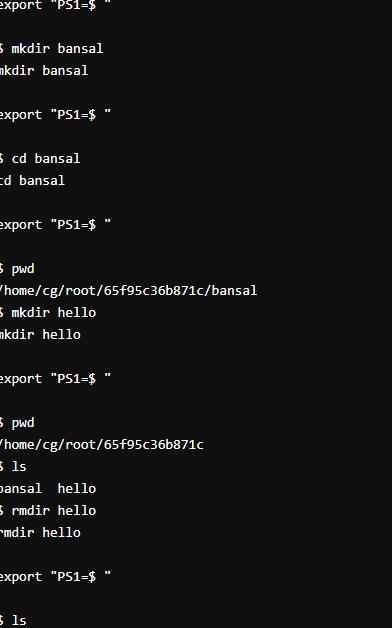 export "PS1=$ "
$ mkdir bansal
mkdir bansal
export "PS1=$ "
$ cd bansal
cd bansal
export "PS1=$ "
$ pwd
/home/cg/root/65f95c36b871c/bansal
$ mkdir hello
mkdir hello
export "PS1=$ "
$ pwd
/home/cg/root/65f95c36b871c
$ ls
bansal  hello
$ rmdir hello
rmdir hello
export "PS1=$ "
$ ls